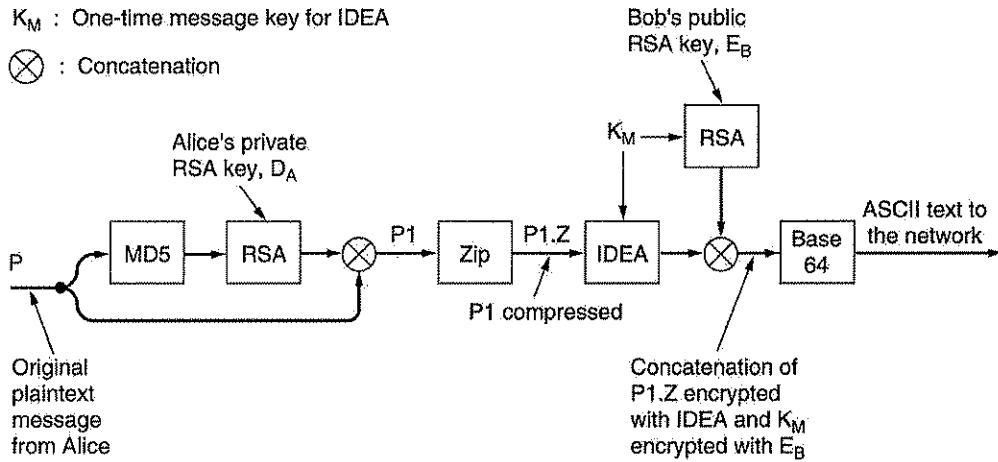 K_M : One-time message key for IDEA
: Concatenation
Bob's public
RSA key, E_B
Alice's private
RSA key, D_A
K_M
RSA
P
MD5
RSA
P1
Zip
P1.Z
IDEA
Base
64
ASCII text to
the network
P1 compressed
Original
plaintext
message
from Alice
Concatenation of
P1.Z encrypted
with IDEA and K_M
encrypted with E_B